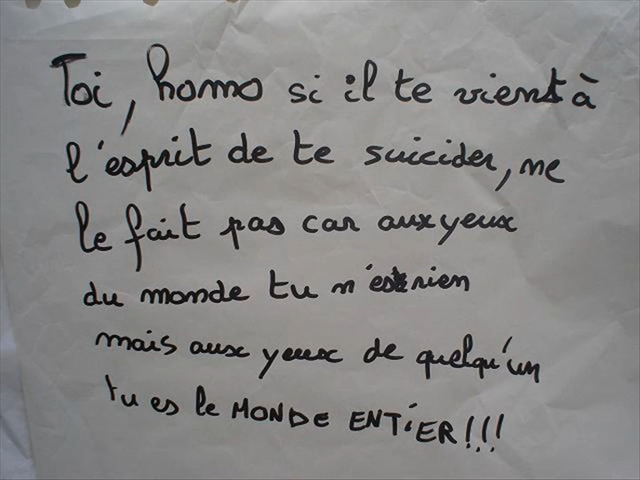 Toi, homo si il te vient à
l'esprit de te suicider, ne
le fait pas car aux yeux
du monde tu n'est rien
mais aux yeux de quelqu'un
tu es le MONDE ENTiER!!!